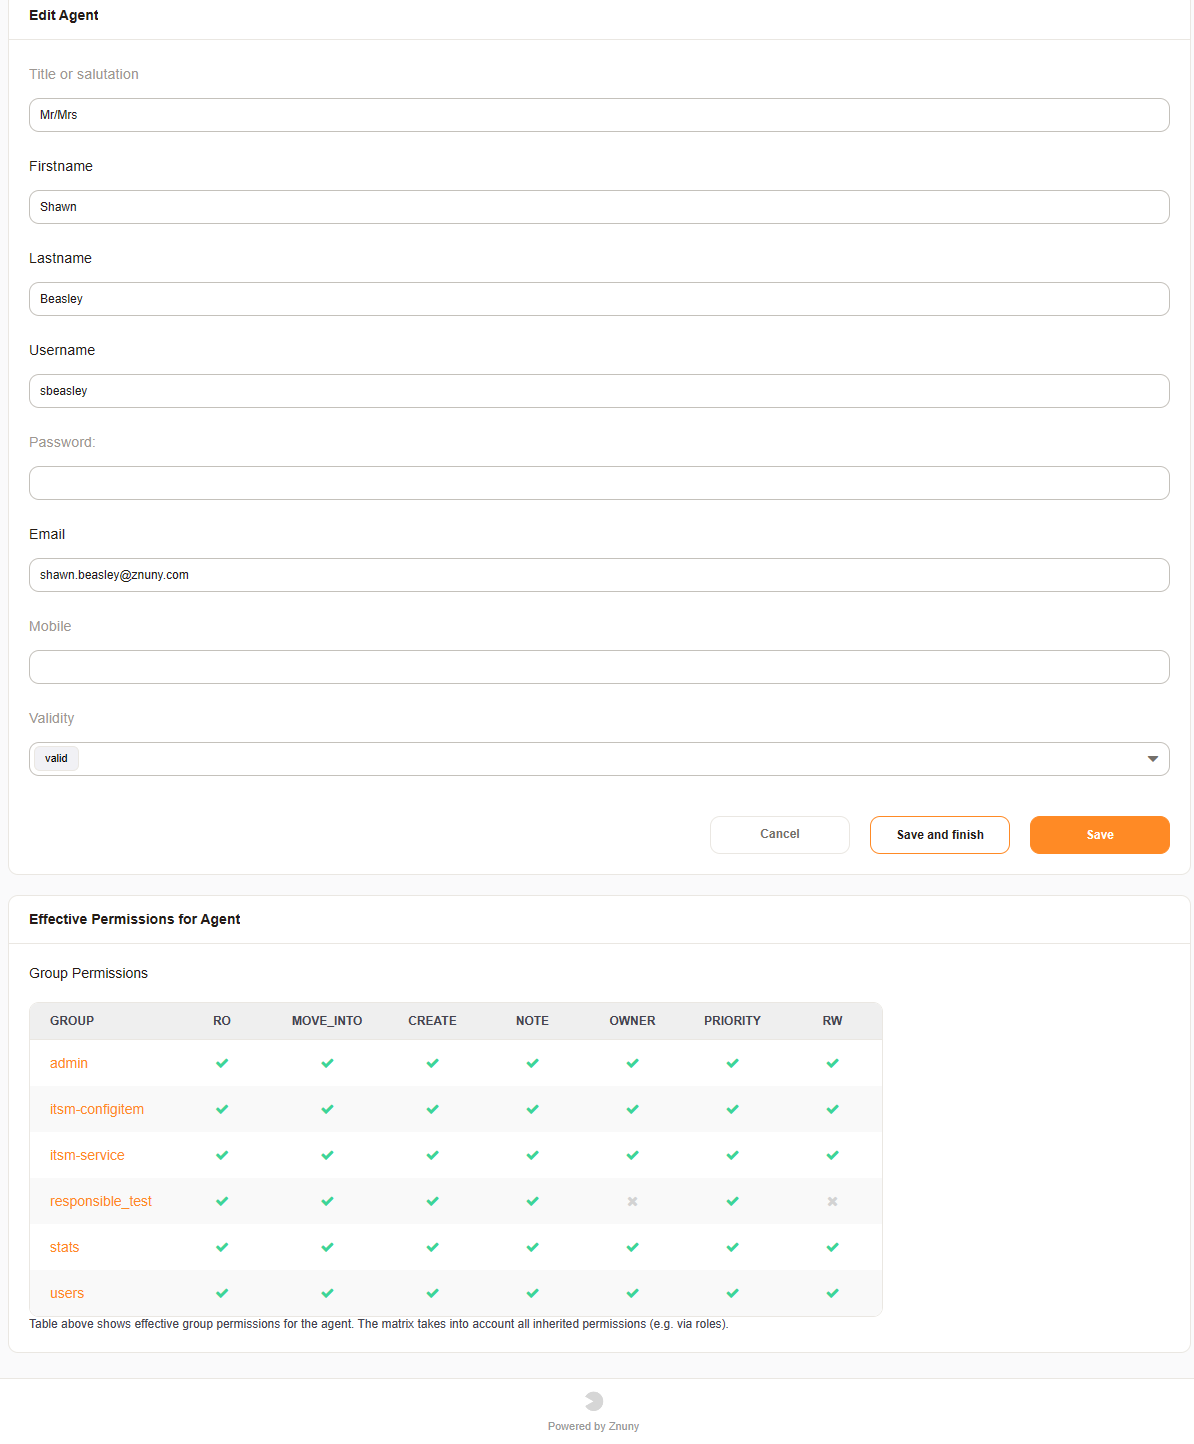 Edit Agent
Title or salutation
Mr/Mrs
Firstname
Shawn
Lastname
Beasley
Username
sbeasley
Password:
Email
shawn.beasley@znuny.com
Mobile
Validity
valid
Cancel Save and finish Save
Effective Permissions for Agent
Group Permissions
GROUP RO MOVE_INTO CREATE NOTE OWNER PRIORITY RW
admin
itsm-configitem
itsm-service
responsible_test
stats
users
Table above shows effective group permissions for the agent. The matrix takes into account all inherited permissions (e.g. via roles).
Powered by Znuny